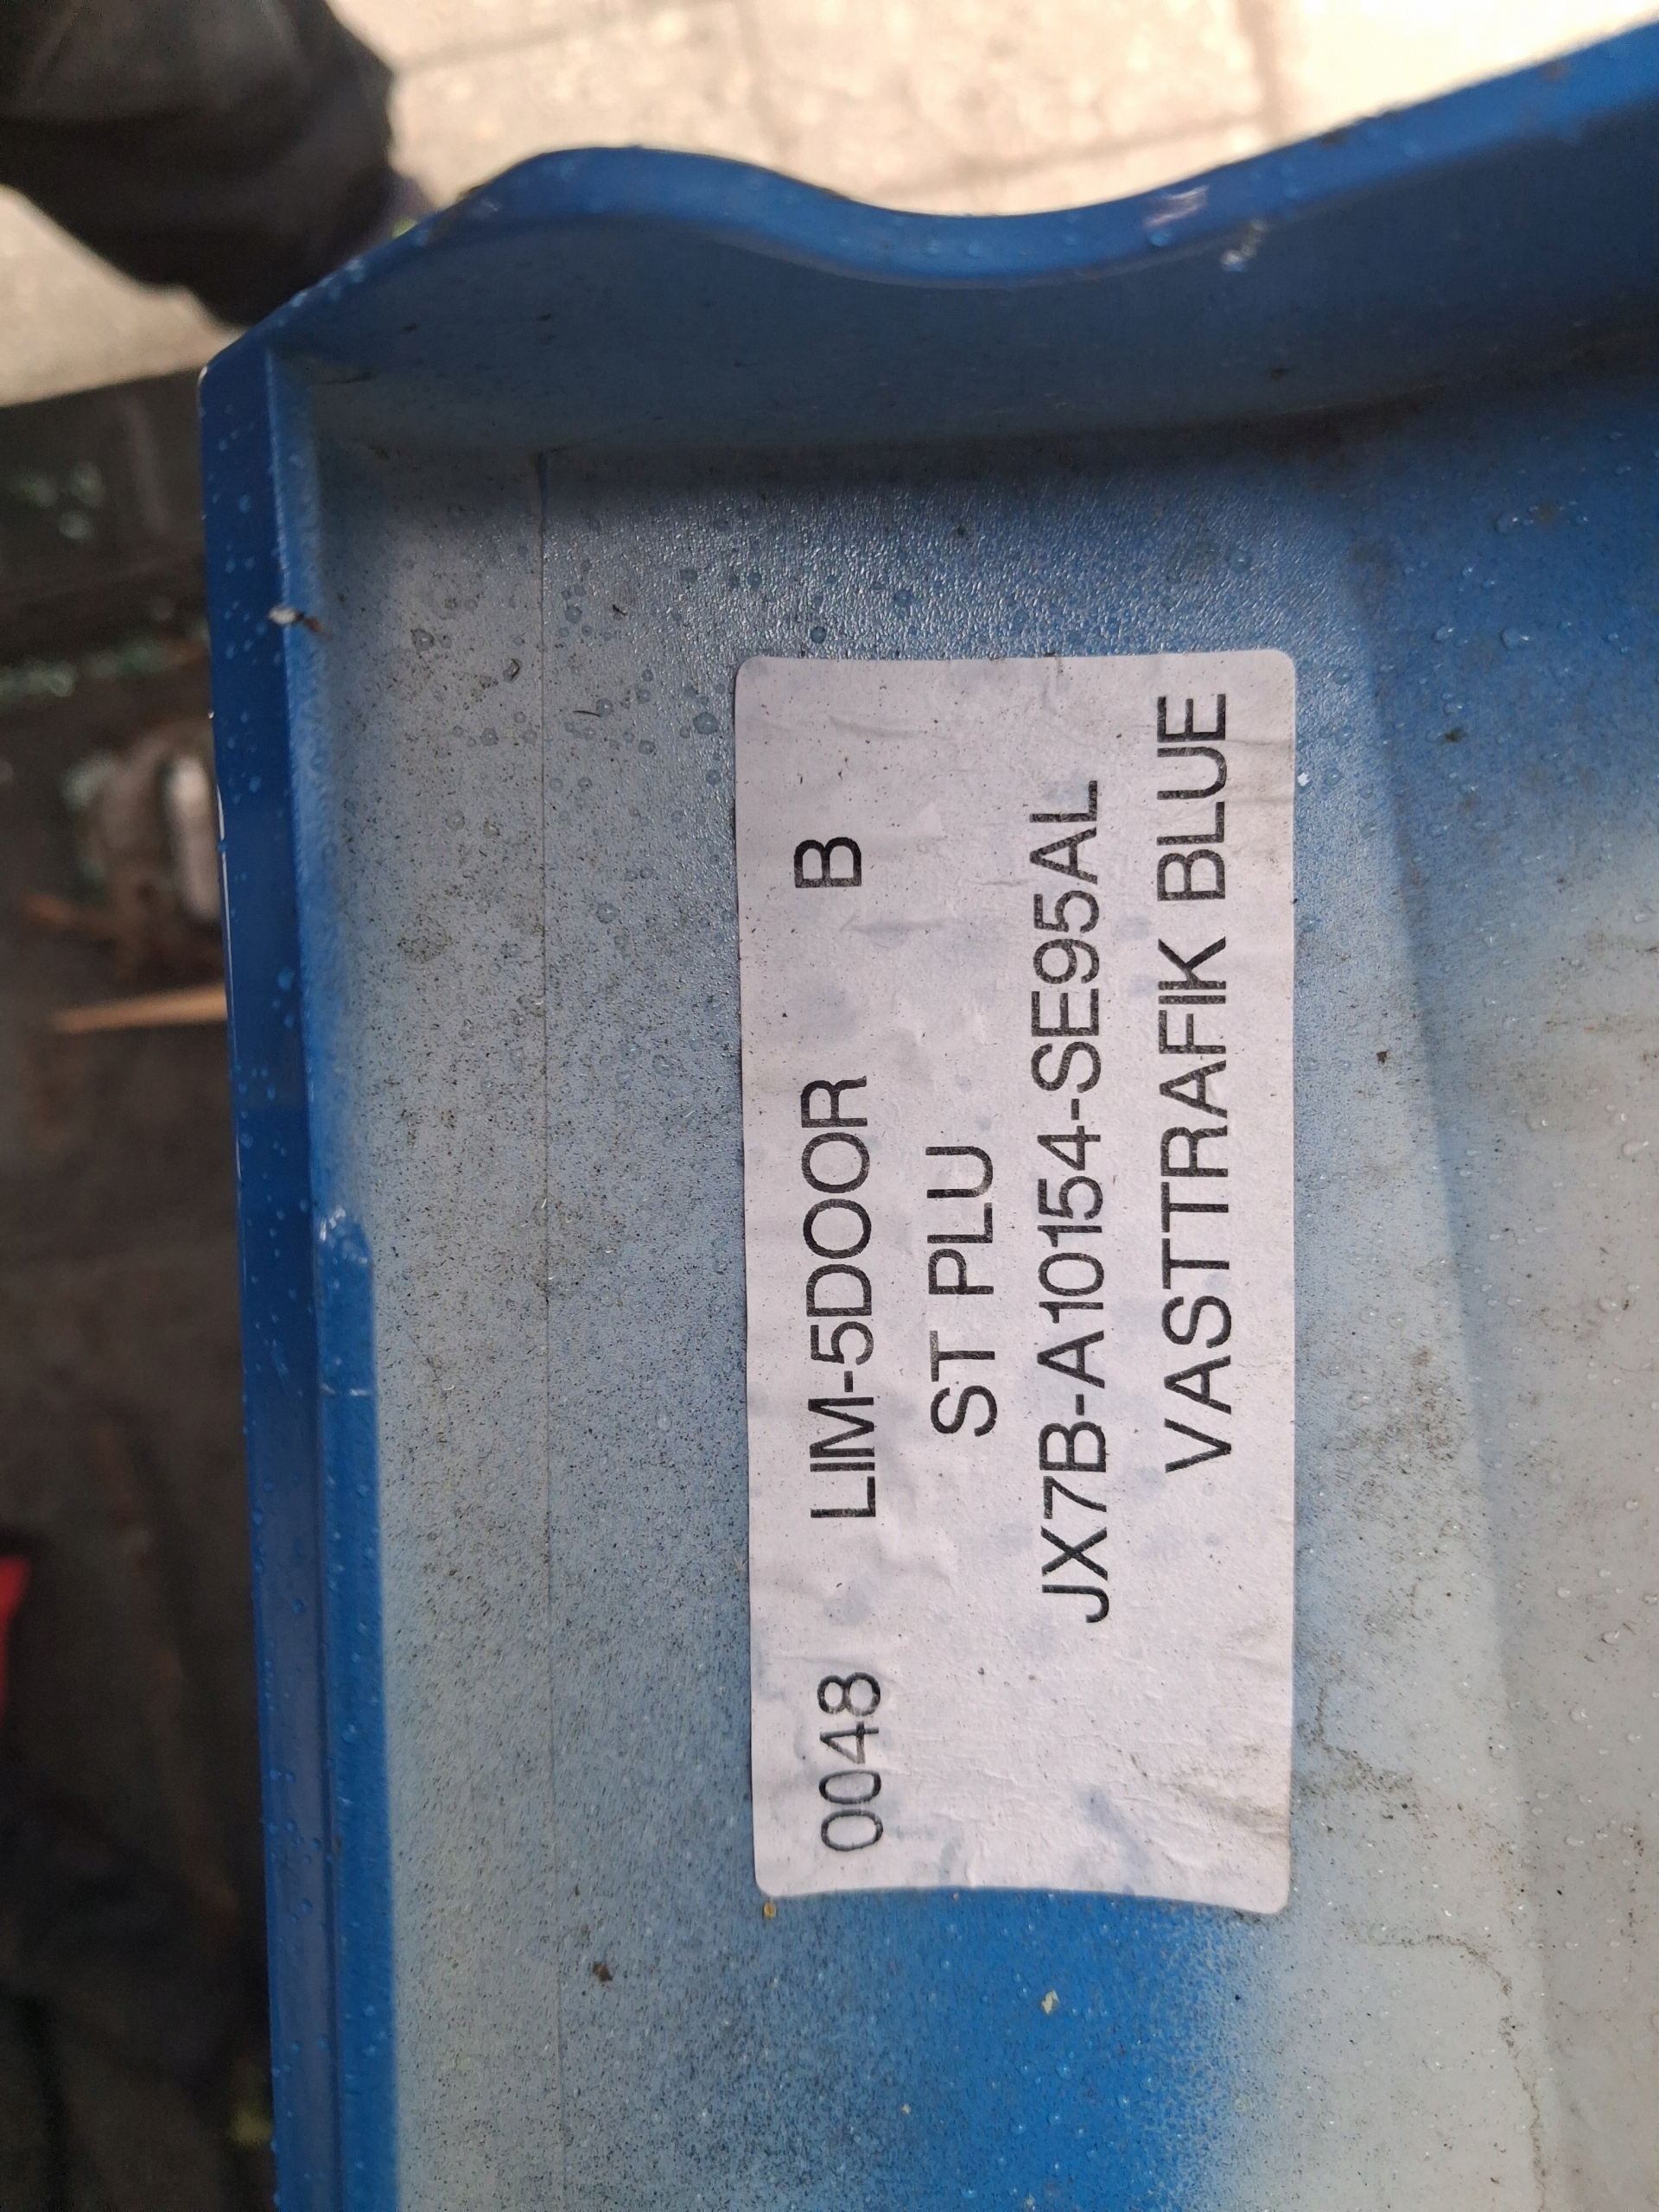 0048 LIM-5DOOR B
ST PLU
JX7B-A10154-SE95AL
VASTTRAFIK BLUE